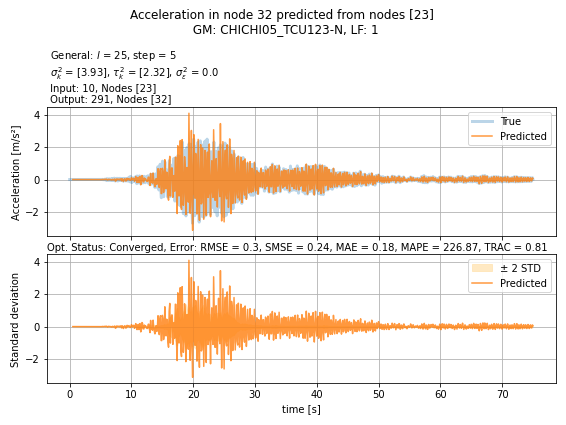 Acceleration in node 32 predicted from nodes [23]
GM: CHICHI05_TCU123-N, LF: 1
General: l = 25, step = 5
σ²ₖ = [3.93], τ²ₖ = [2.32], σ²ε = 0.0
Input: 10, Nodes [23]
Output: 291, Nodes [32]
4
2
0
−2
Acceleration [m/s²]
True
Predicted
Opt. Status: Converged, Error: RMSE = 0.3, SMSE = 0.24, MAE = 0.18, MAPE = 226.87, TRAC = 0.81
4
2
0
−2
Standard deviation
± 2 STD
Predicted
0 10 20 30 40 50 60 70
time [s]